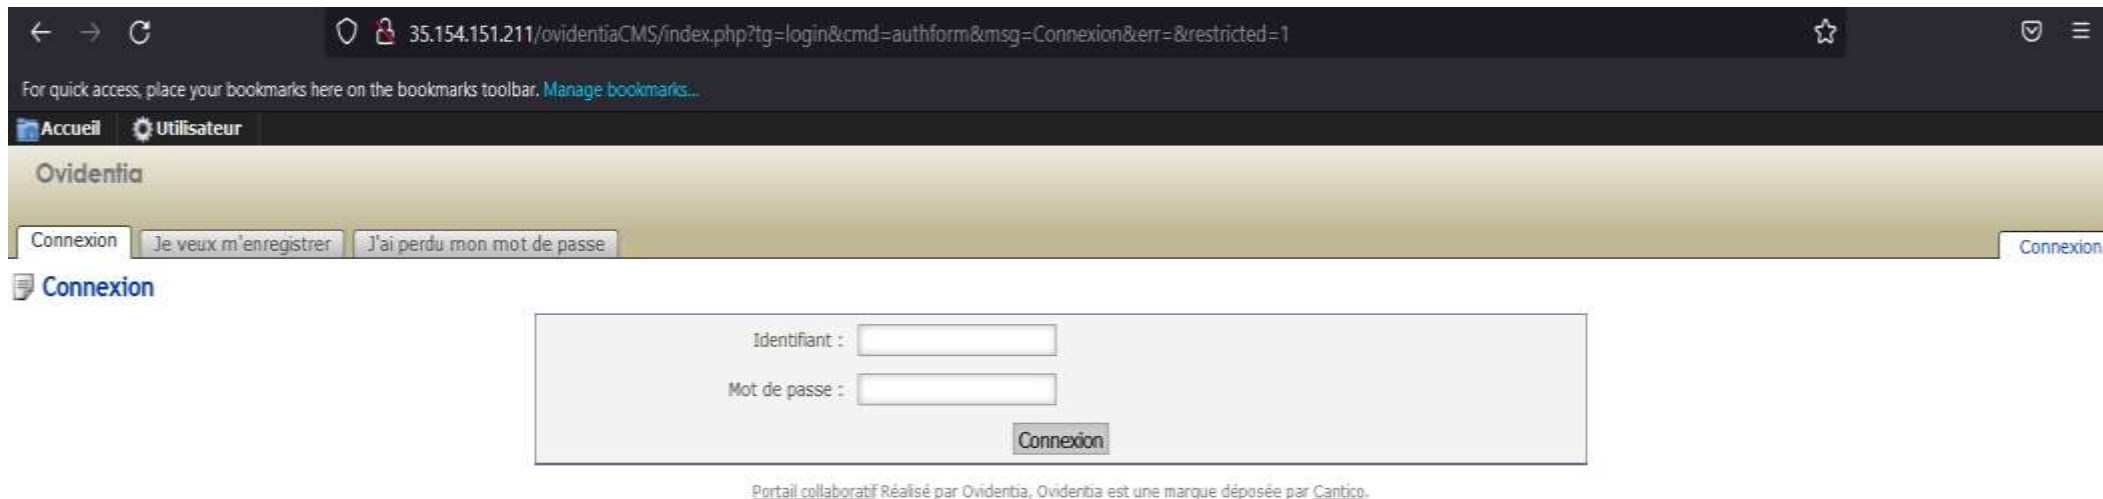 35.154.151.211/ovidentiaCMS/index.php?tg=login&cmd=authform&msg=Connexion&err=&restricted=1
For quick access, place your bookmarks here on the bookmarks toolbar. Manage bookmarks...
Accueil Utilisateur
Ovidentia
Connexion Je veux m'enregistrer J'ai perdu mon mot de passe Connexion
Connexion
Identifiant :
Mot de passe :
Connexion
Portail collaboratif Réalisé par Ovidentia, Ovidentia est une marque déposée par Cantico.